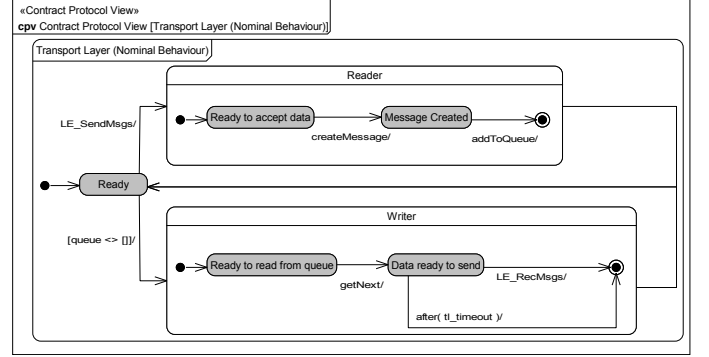 «Contract Protocol View»
cpv Contract Protocol View [Transport Layer (Nominal Behaviour)]
Transport Layer (Nominal Behaviour)
Reader
Ready to accept data
Message Created
LE_SendMsgs/
createMessage/
addToQueue/
Ready
Writer
[queue <> []]/
Ready to read from queue
Data ready to send
LE_RecMsgs/
getNext/
after( tl_timeout )/